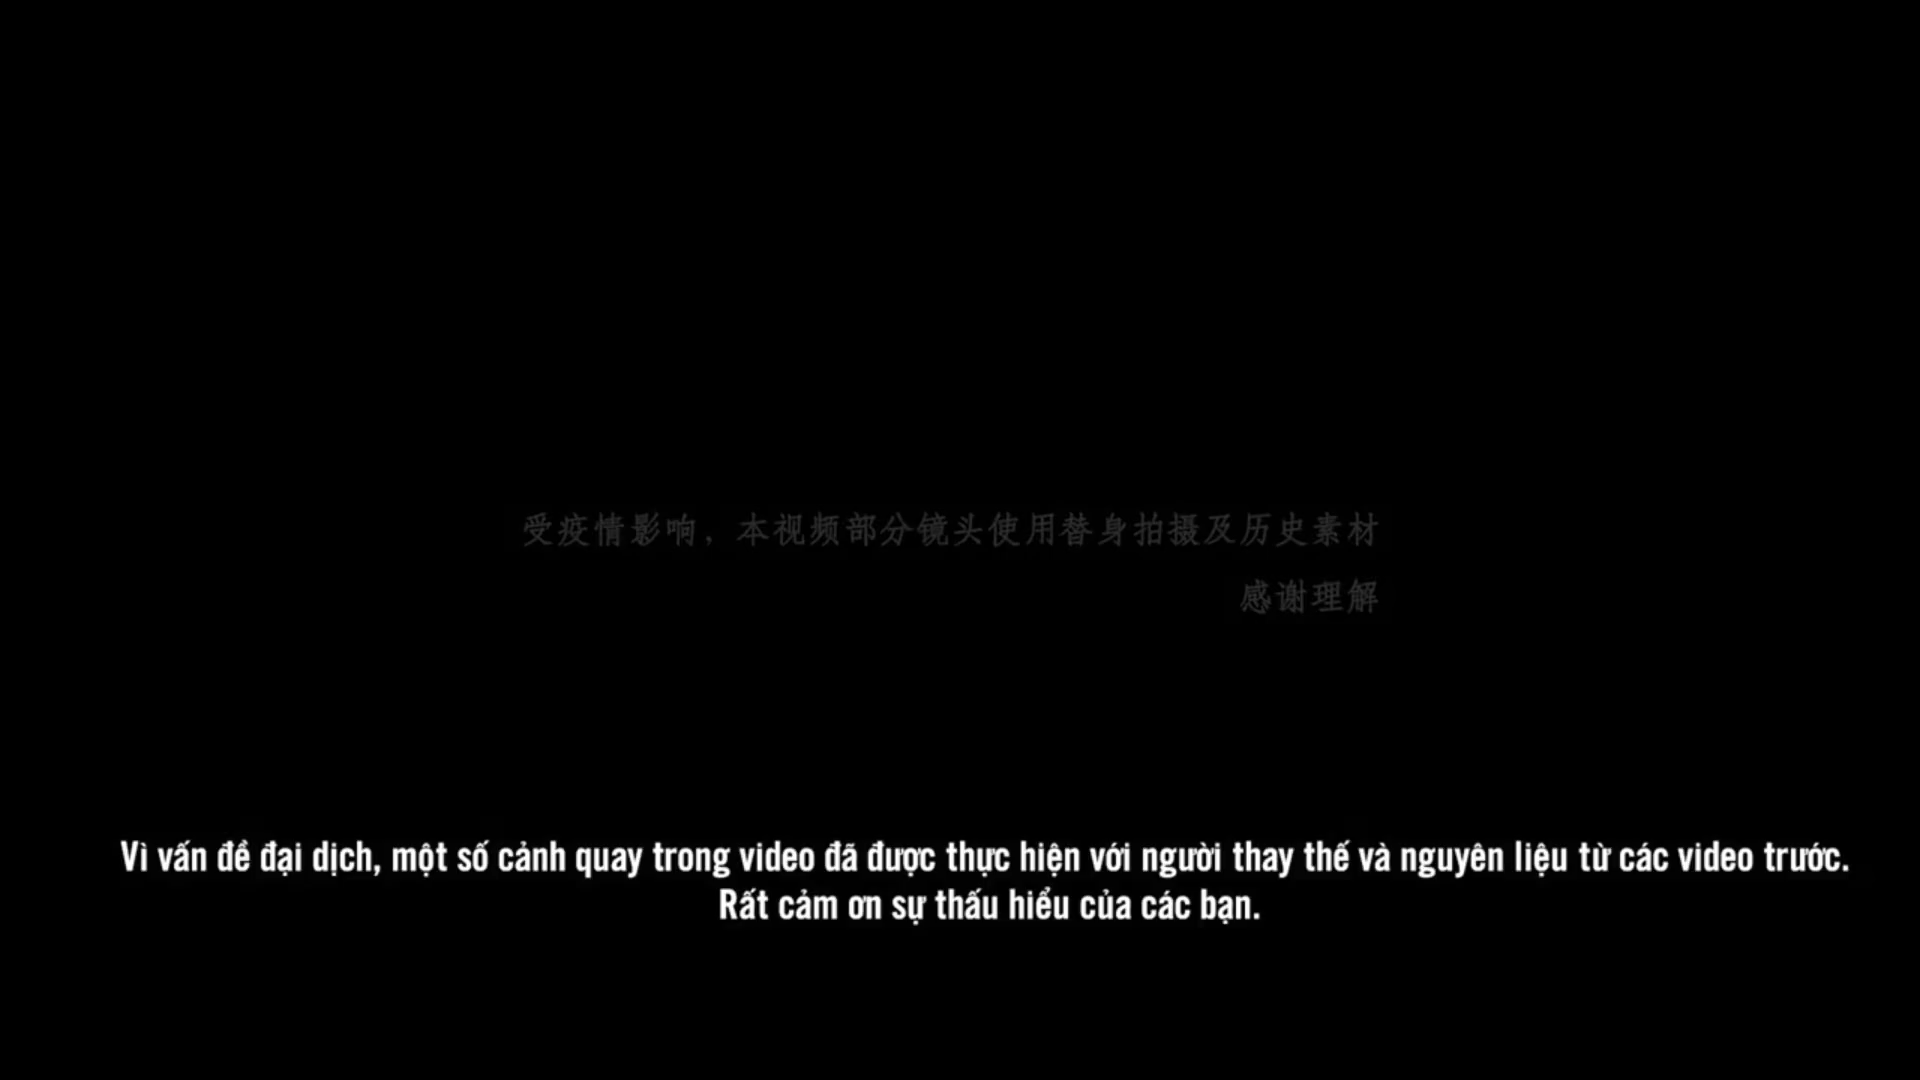 受疫情影响，本视频部分镜头使用替身拍摄及历史素材
感谢理解
Vì vấn đề đại dịch, một số cảnh quay trong video đã được thực hiện với người thay thế và nguyên liệu từ các video trước.
Rất cảm ơn sự thấu hiểu của các bạn.